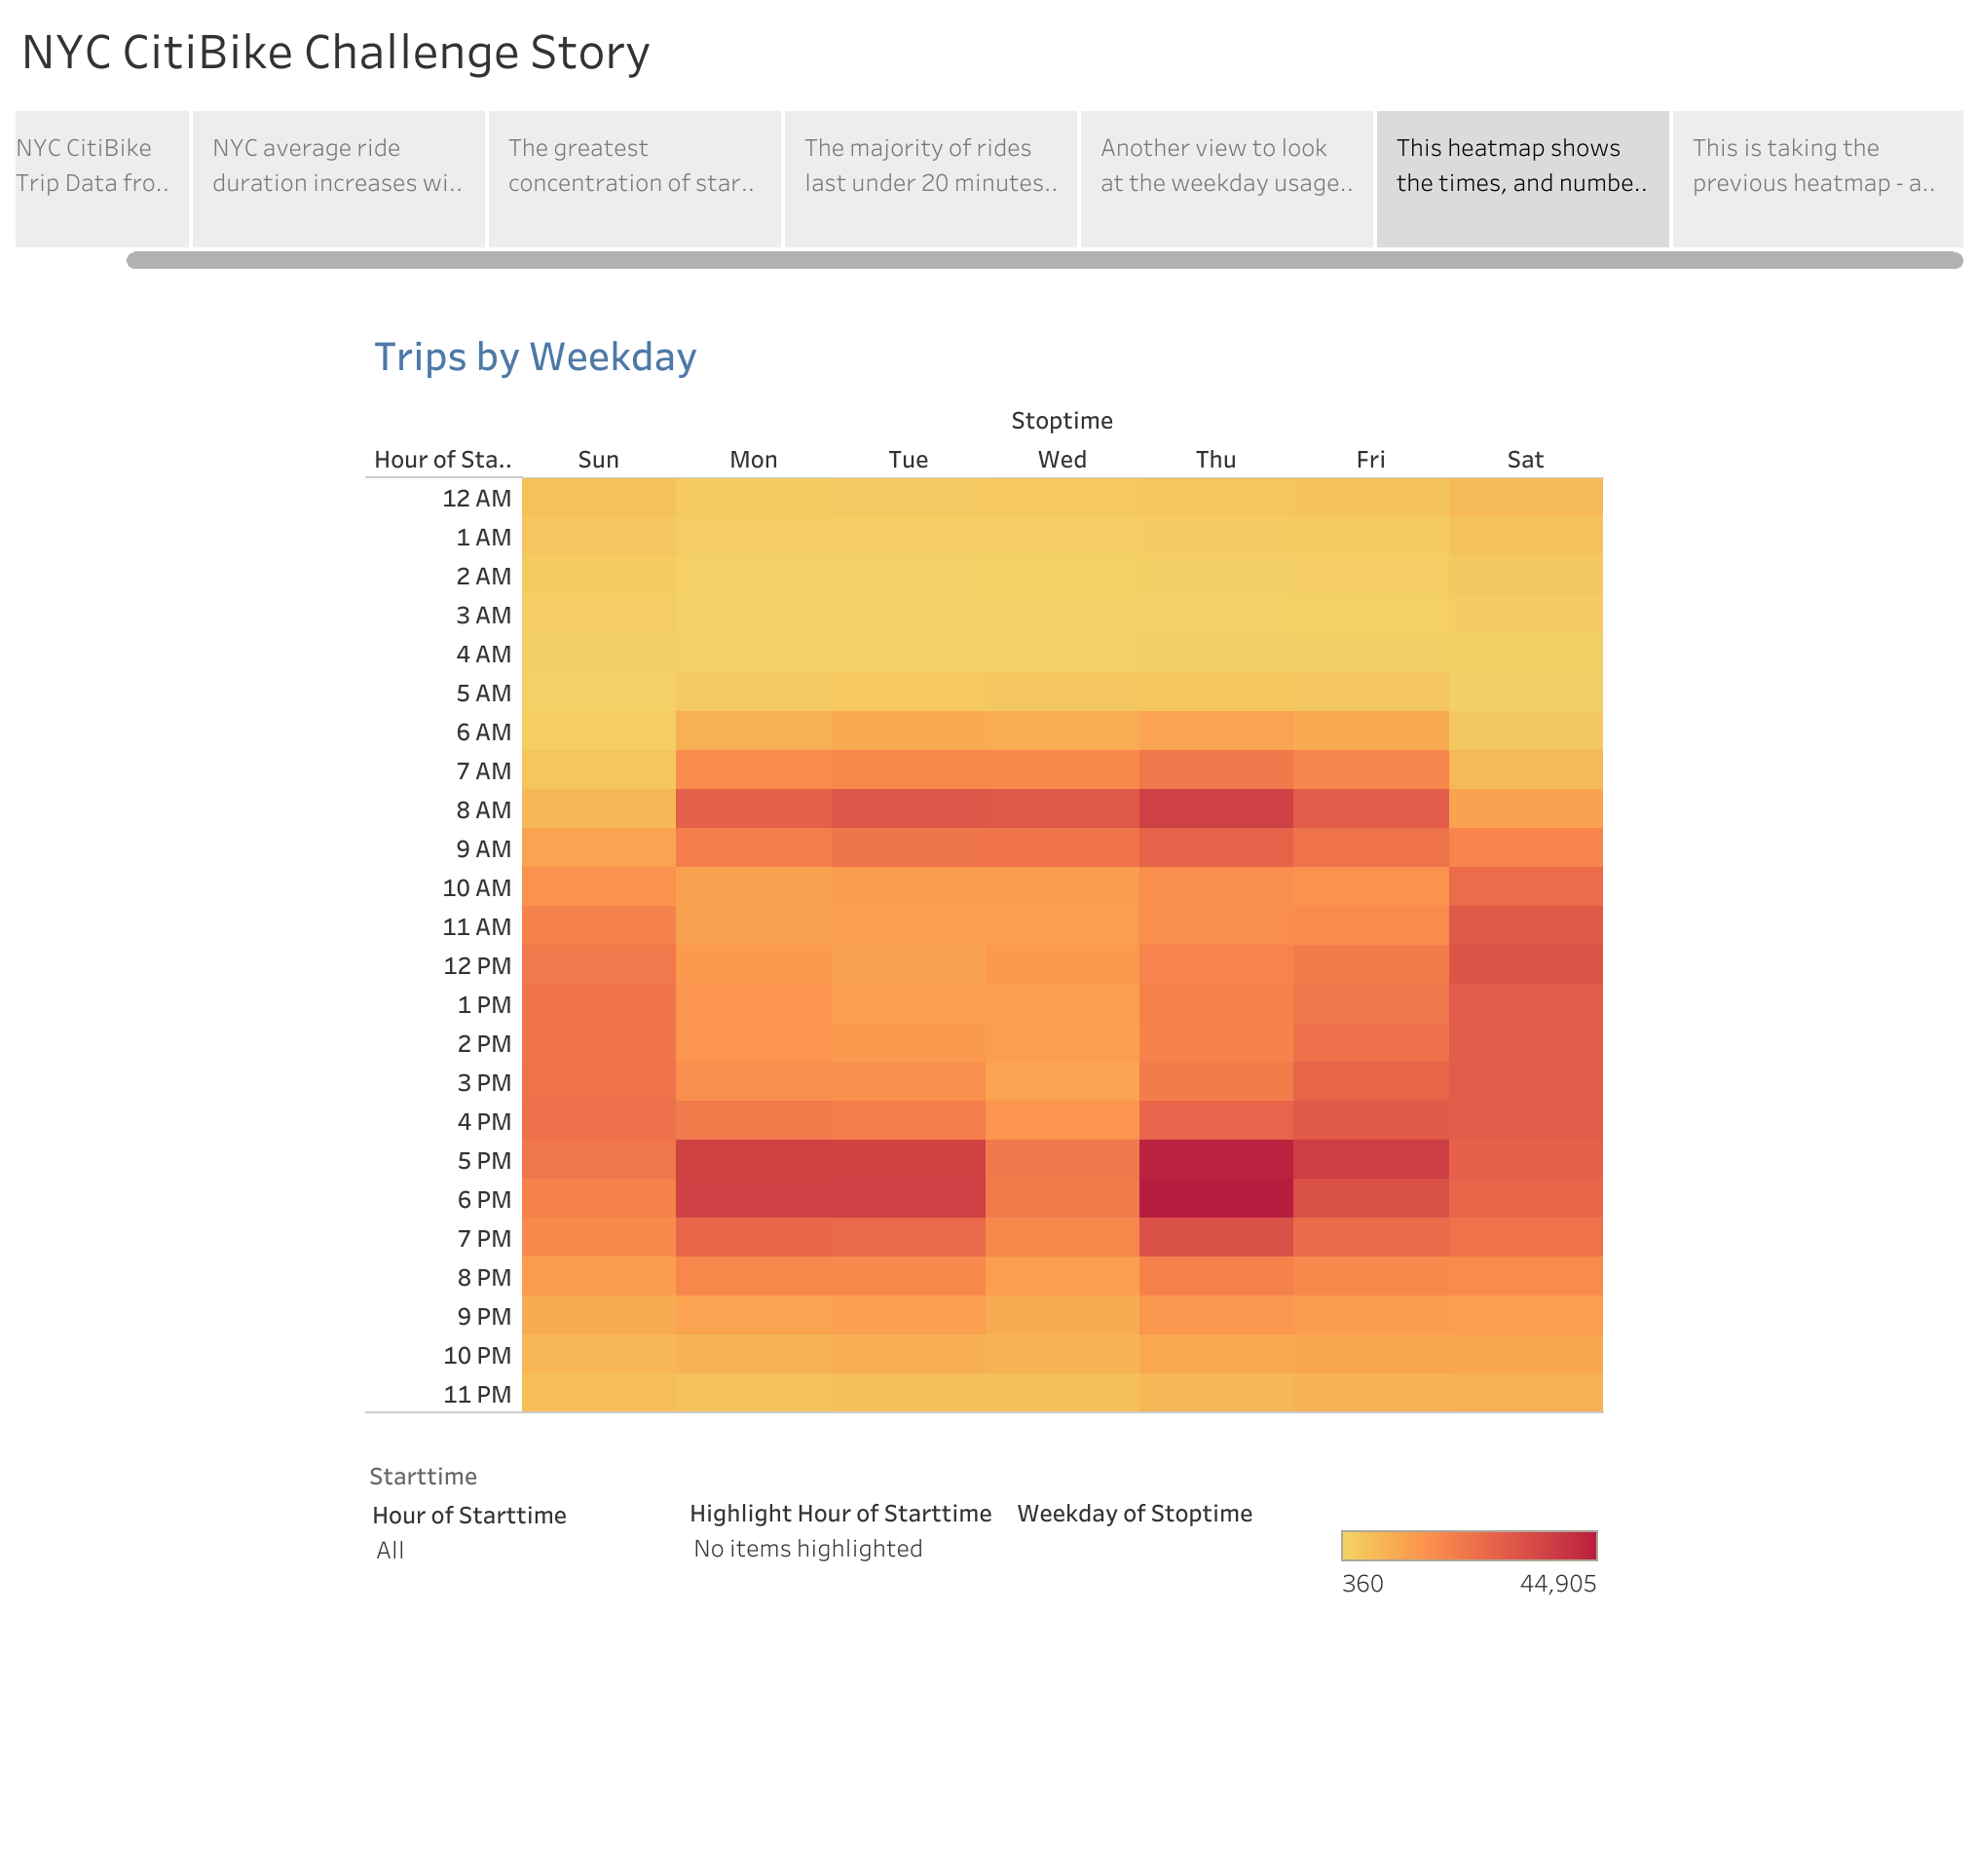 NYC CitiBike Challenge Story
NYC CitiBike
Trip Data fro..
NYC average ride
duration increases wi..
The greatest
concentration of star..
The majority of rides
last under 20 minutes..
Another view to look
at the weekday usage..
This heatmap shows
the times, and numbe..
This is taking the
previous heatmap - a..
Trips by Weekday
Stoptime
Hour of Sta.. Sun Mon Tue Wed Thu Fri Sat
12 AM
1 AM
2 AM
3 AM
4 AM
5 AM
6 AM
7 AM
8 AM
9 AM
10 AM
11 AM
12 PM
1 PM
2 PM
3 PM
4 PM
5 PM
6 PM
7 PM
8 PM
9 PM
10 PM
11 PM
Starttime
Hour of Starttime
All
Highlight Hour of Starttime
No items highlighted
Weekday of Stoptime
360 44,905